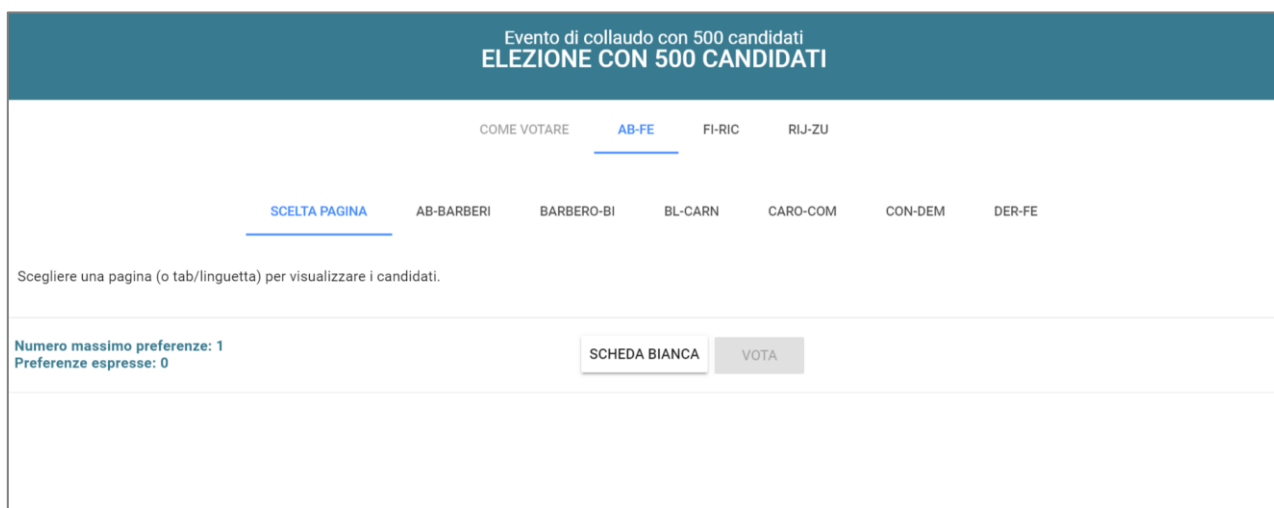 Evento di collaudo con 500 candidati
ELEZIONE CON 500 CANDIDATI
COME VOTARE AB-FE FI-RIC RIJ-ZU
SCELTA PAGINA AB-BARBERI BARBERO-BI BL-CARN CARO-COM CON-DEM DER-FE
Scegliere una pagina (o tab/linguetta) per visualizzare i candidati.
Numero massimo preferenze: 1
Preferenze espresse: 0
SCHEDA BIANCA VOTA